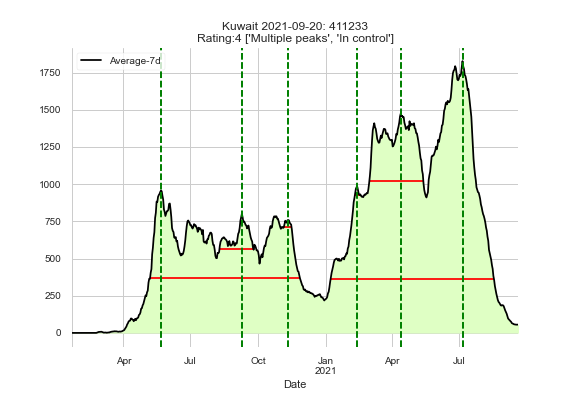 Kuwait 2021-09-20: 411233
Rating:4 ['Multiple peaks', 'In control']
Average-7d
1750
1500
1250
1000
750
500
250
0
Apr Jul Oct Jan Apr Jul
2021
Date